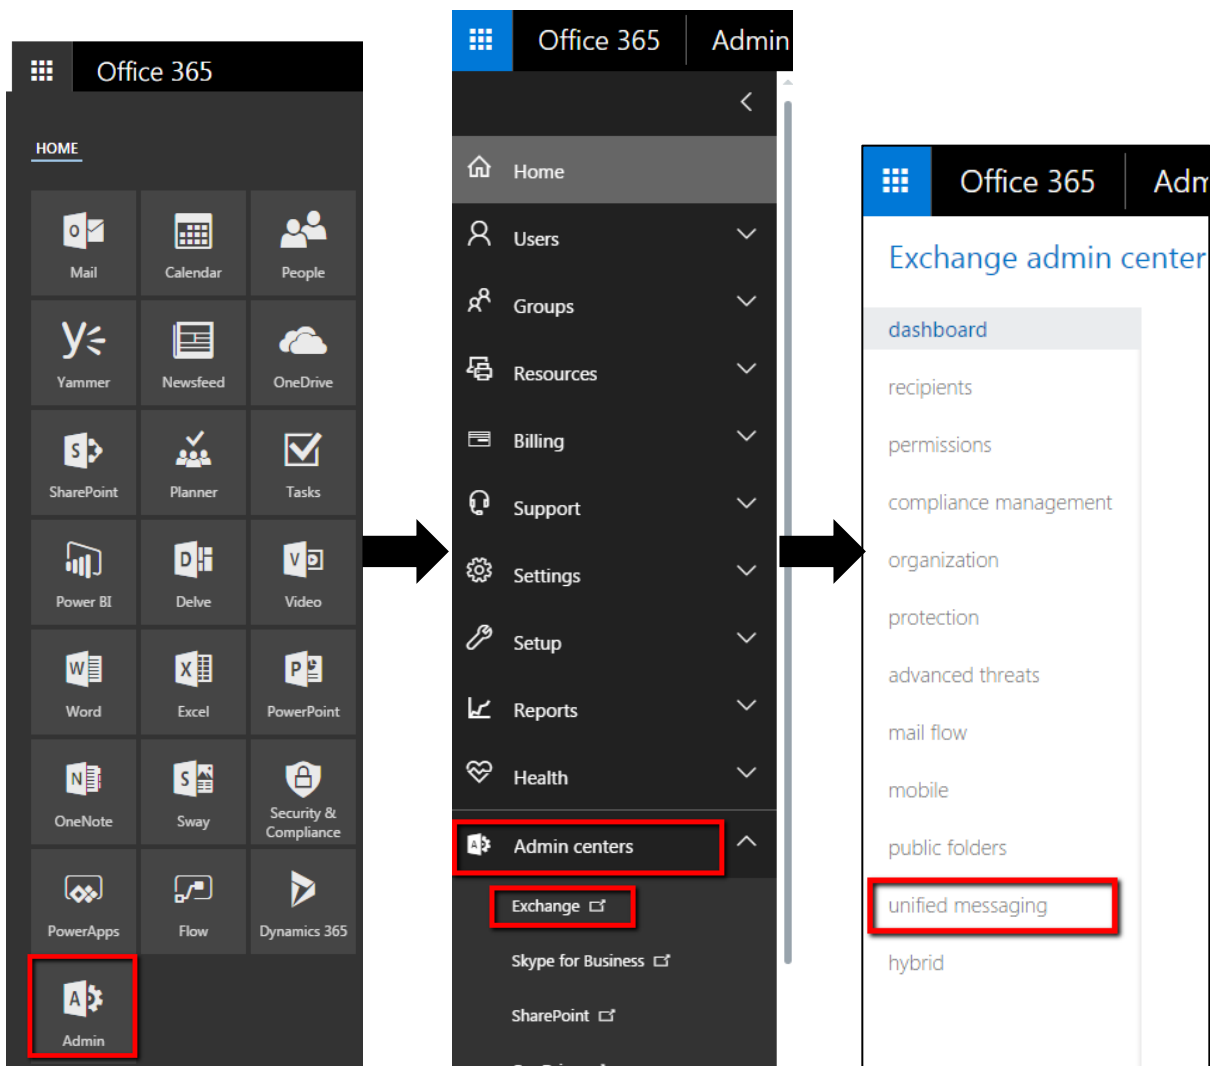 Office 365
HOME
Mail
Calendar
People
Yammer
Newsfeed
OneDrive
SharePoint
Planner
Tasks
Power BI
Delve
Video
Word
Excel
PowerPoint
OneNote
Sway
Security &
Compliance
PowerApps
Flow
Dynamics 365
Admin
Office 365
Admin
Home
Users
Groups
Resources
Billing
Support
Settings
Setup
Reports
Health
Admin centers
Exchange
Skype for Business
SharePoint
Office 365
Adm
Exchange admin center
dashboard
recipients
permissions
compliance management
organization
protection
advanced threats
mail flow
mobile
public folders
unified messaging
hybrid